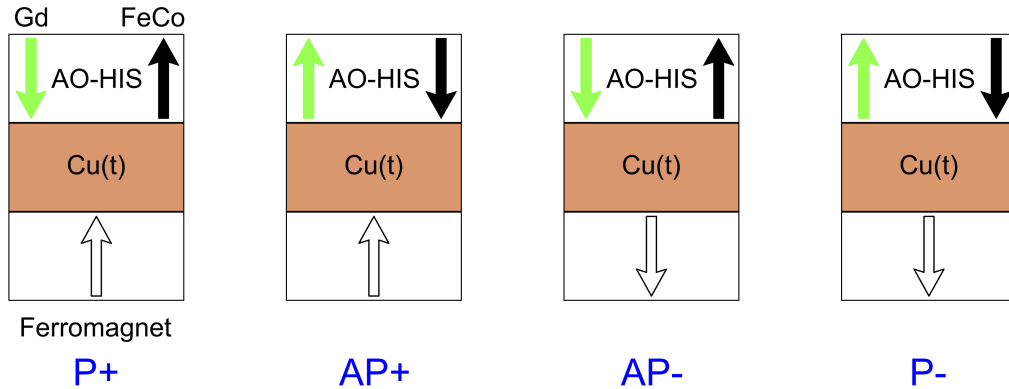 Gd FeCo
AO-HIS AO-HIS AO-HIS AO-HIS
Cu(t) Cu(t) Cu(t) Cu(t)
Ferromagnet
P+ AP+ AP- P-